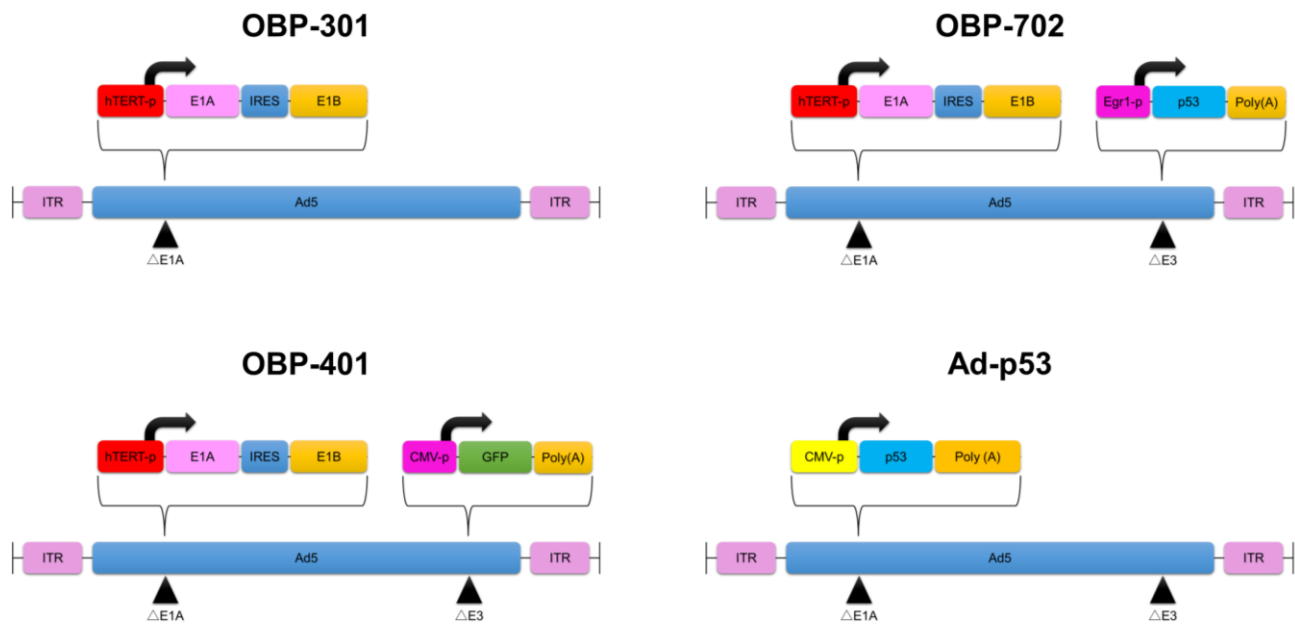 OBP-301
hTERT-p E1A IRES E1B
ITR Ad5 ITR
△E1A
OBP-702
hTERT-p E1A IRES E1B Egr1-p p53 Poly(A)
ITR Ad5 ITR
△E1A △E3
OBP-401
hTERT-p E1A IRES E1B CMV-p GFP Poly(A)
ITR Ad5 ITR
△E1A △E3
Ad-p53
CMV-p p53 Poly (A)
ITR Ad5 ITR
△E1A △E3